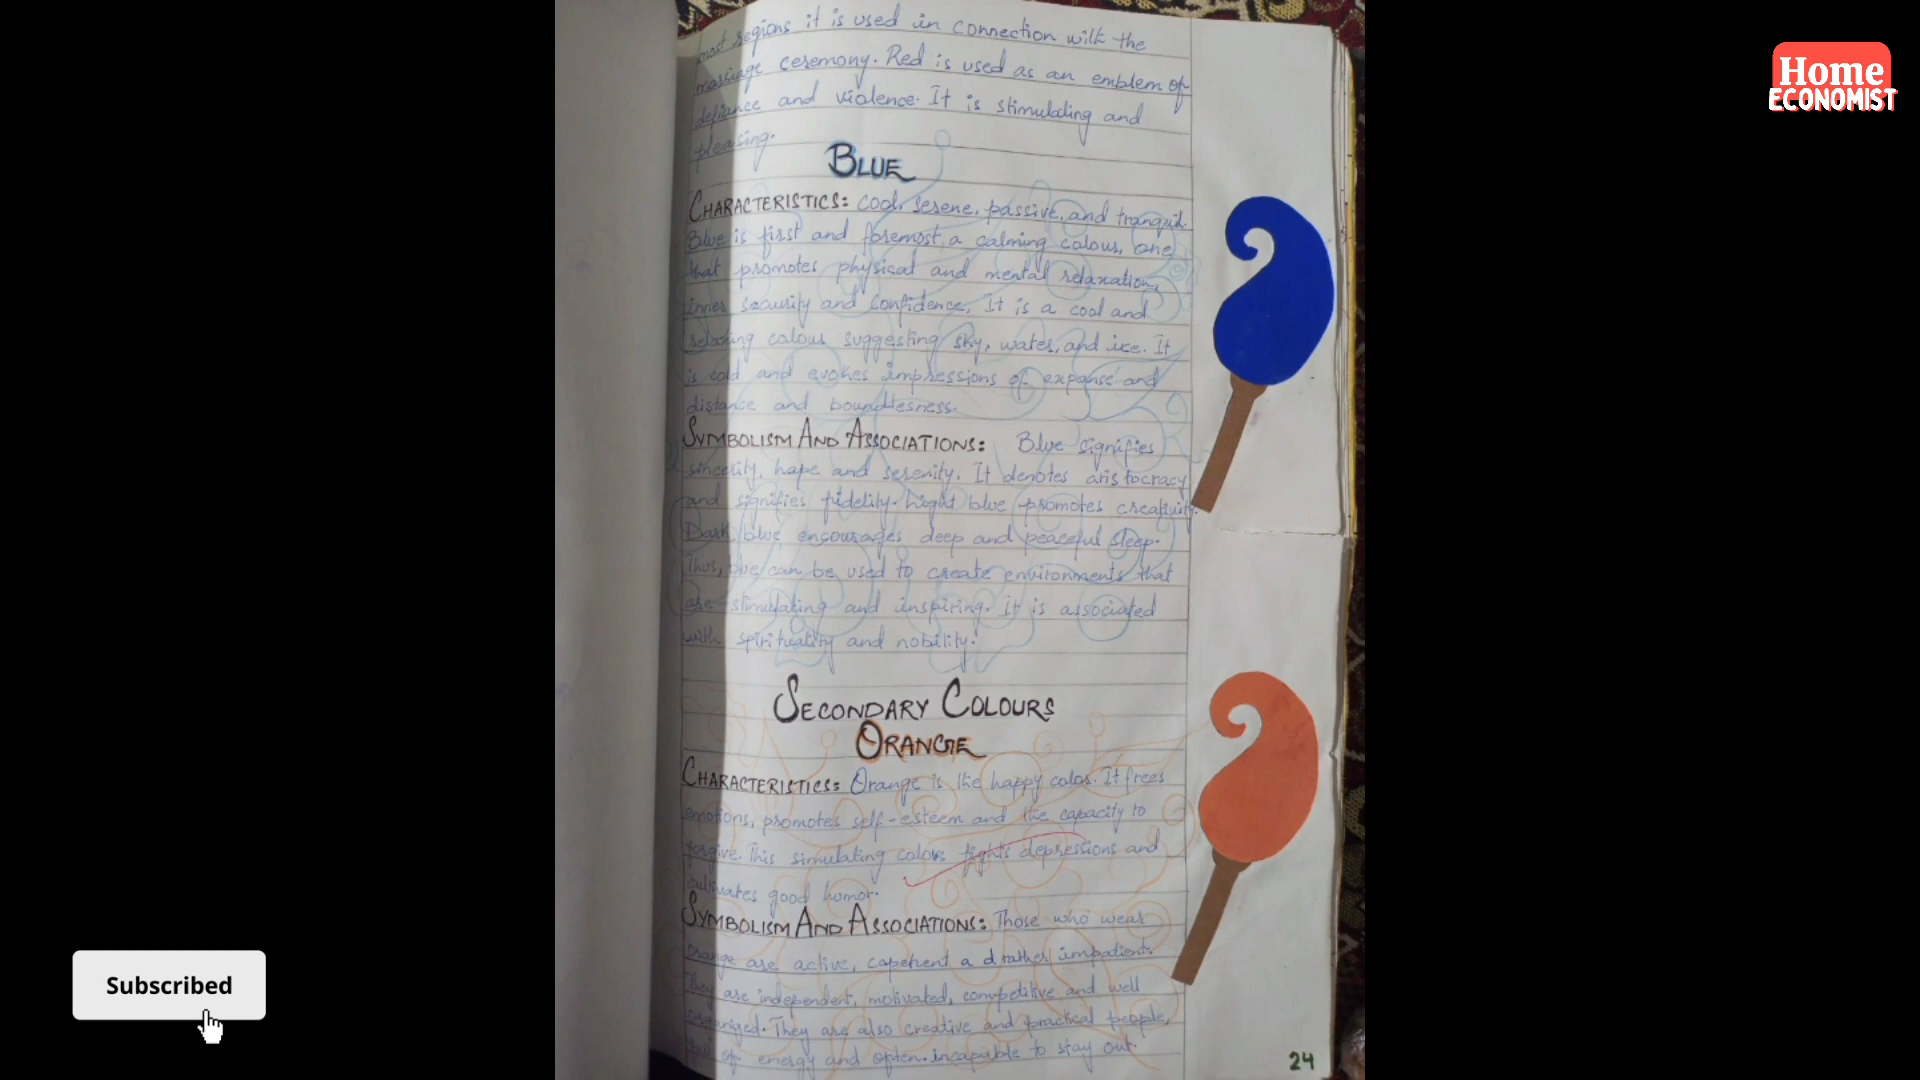 most regions it is used in connection with the
marriage ceremony. Red is used as an emblem of
defiance and violence. It is stimulating and
pleasing.
BLUE
CHARACTERISTICS: cool, serene, passive, and tranquil.
Blue is first and foremost, a calming colour, one
that promotes physical and mental relaxation,
inner security and confidence. It is a cool and
relaxing colour suggesting sky, water, and ice. It
is cold and evokes impressions of expanse and
distance and boundlesness.
SYMBOLISM AND ASSOCIATIONS: Blue signifies
sincerity, hape and serenity. It denotes aristocracy
and signifies fidelity. Light blue promotes creativity.
Dark blue encourages deep and peaceful sleep.
Thus, blue can be used to create environments that
are stimulating and inspiring. It is associated
with spirituality and nobility.
SECONDARY COLOURS
ORANGE
CHARACTERISTICS: Orange is the happy color. It frees
emotions, promotes self-esteem and the capacity to
forgive. This simulating colors fights depressions and
cultivates good humor.
SYMBOLISM AND ASSOCIATIONS: Those who wear
orange are active, rather impatient.
They are independent, motivated, competitive and well
organized. They are also creative and practical people,
full of energy and often incapable to stay out
24
Home
ECONOMIST
Subscribed